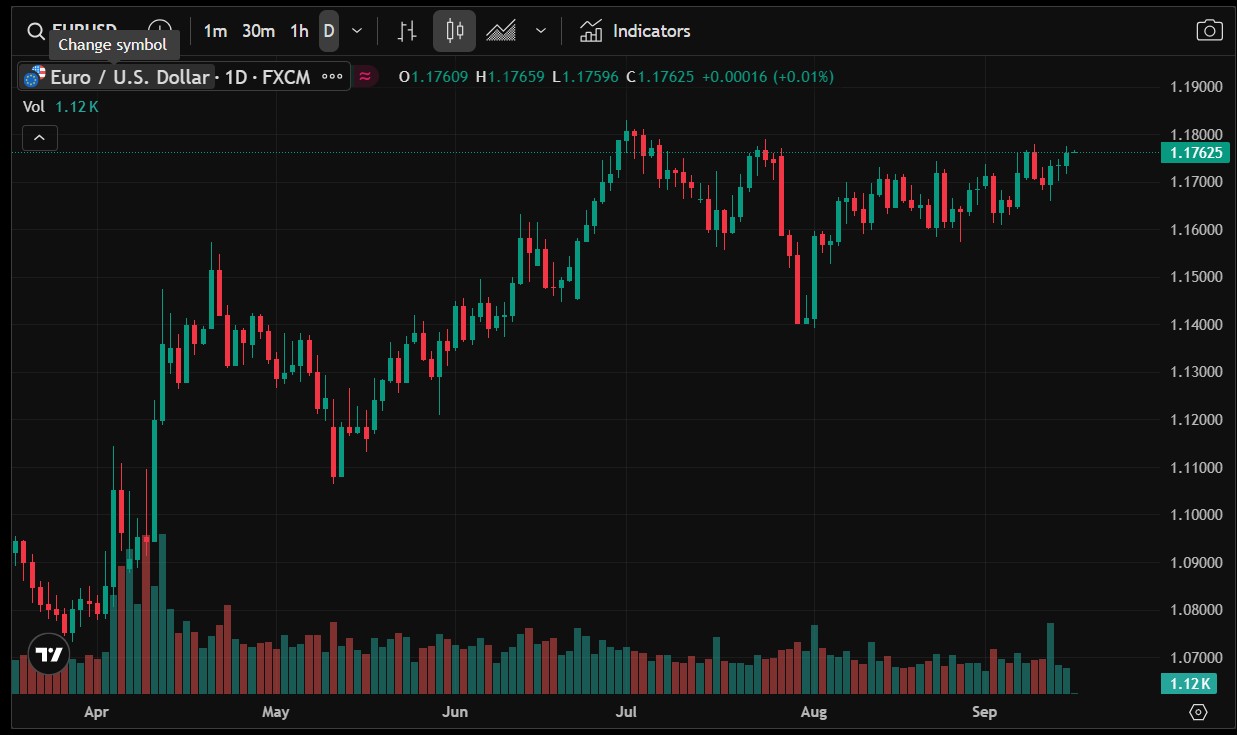 EURUSD
1m 30m 1h D
Indicators
Change symbol
Euro / U.S. Dollar · 1D · FXCM
O1.17609 H1.17659 L1.17596 C1.17625 +0.00016 (+0.01%)
Vol 1.12 K
1.19000
1.18000
1.17625
1.17000
1.16000
1.15000
1.14000
1.13000
1.12000
1.11000
1.10000
1.09000
1.08000
1.07000
1.12 K
Apr May Jun Jul Aug Sep